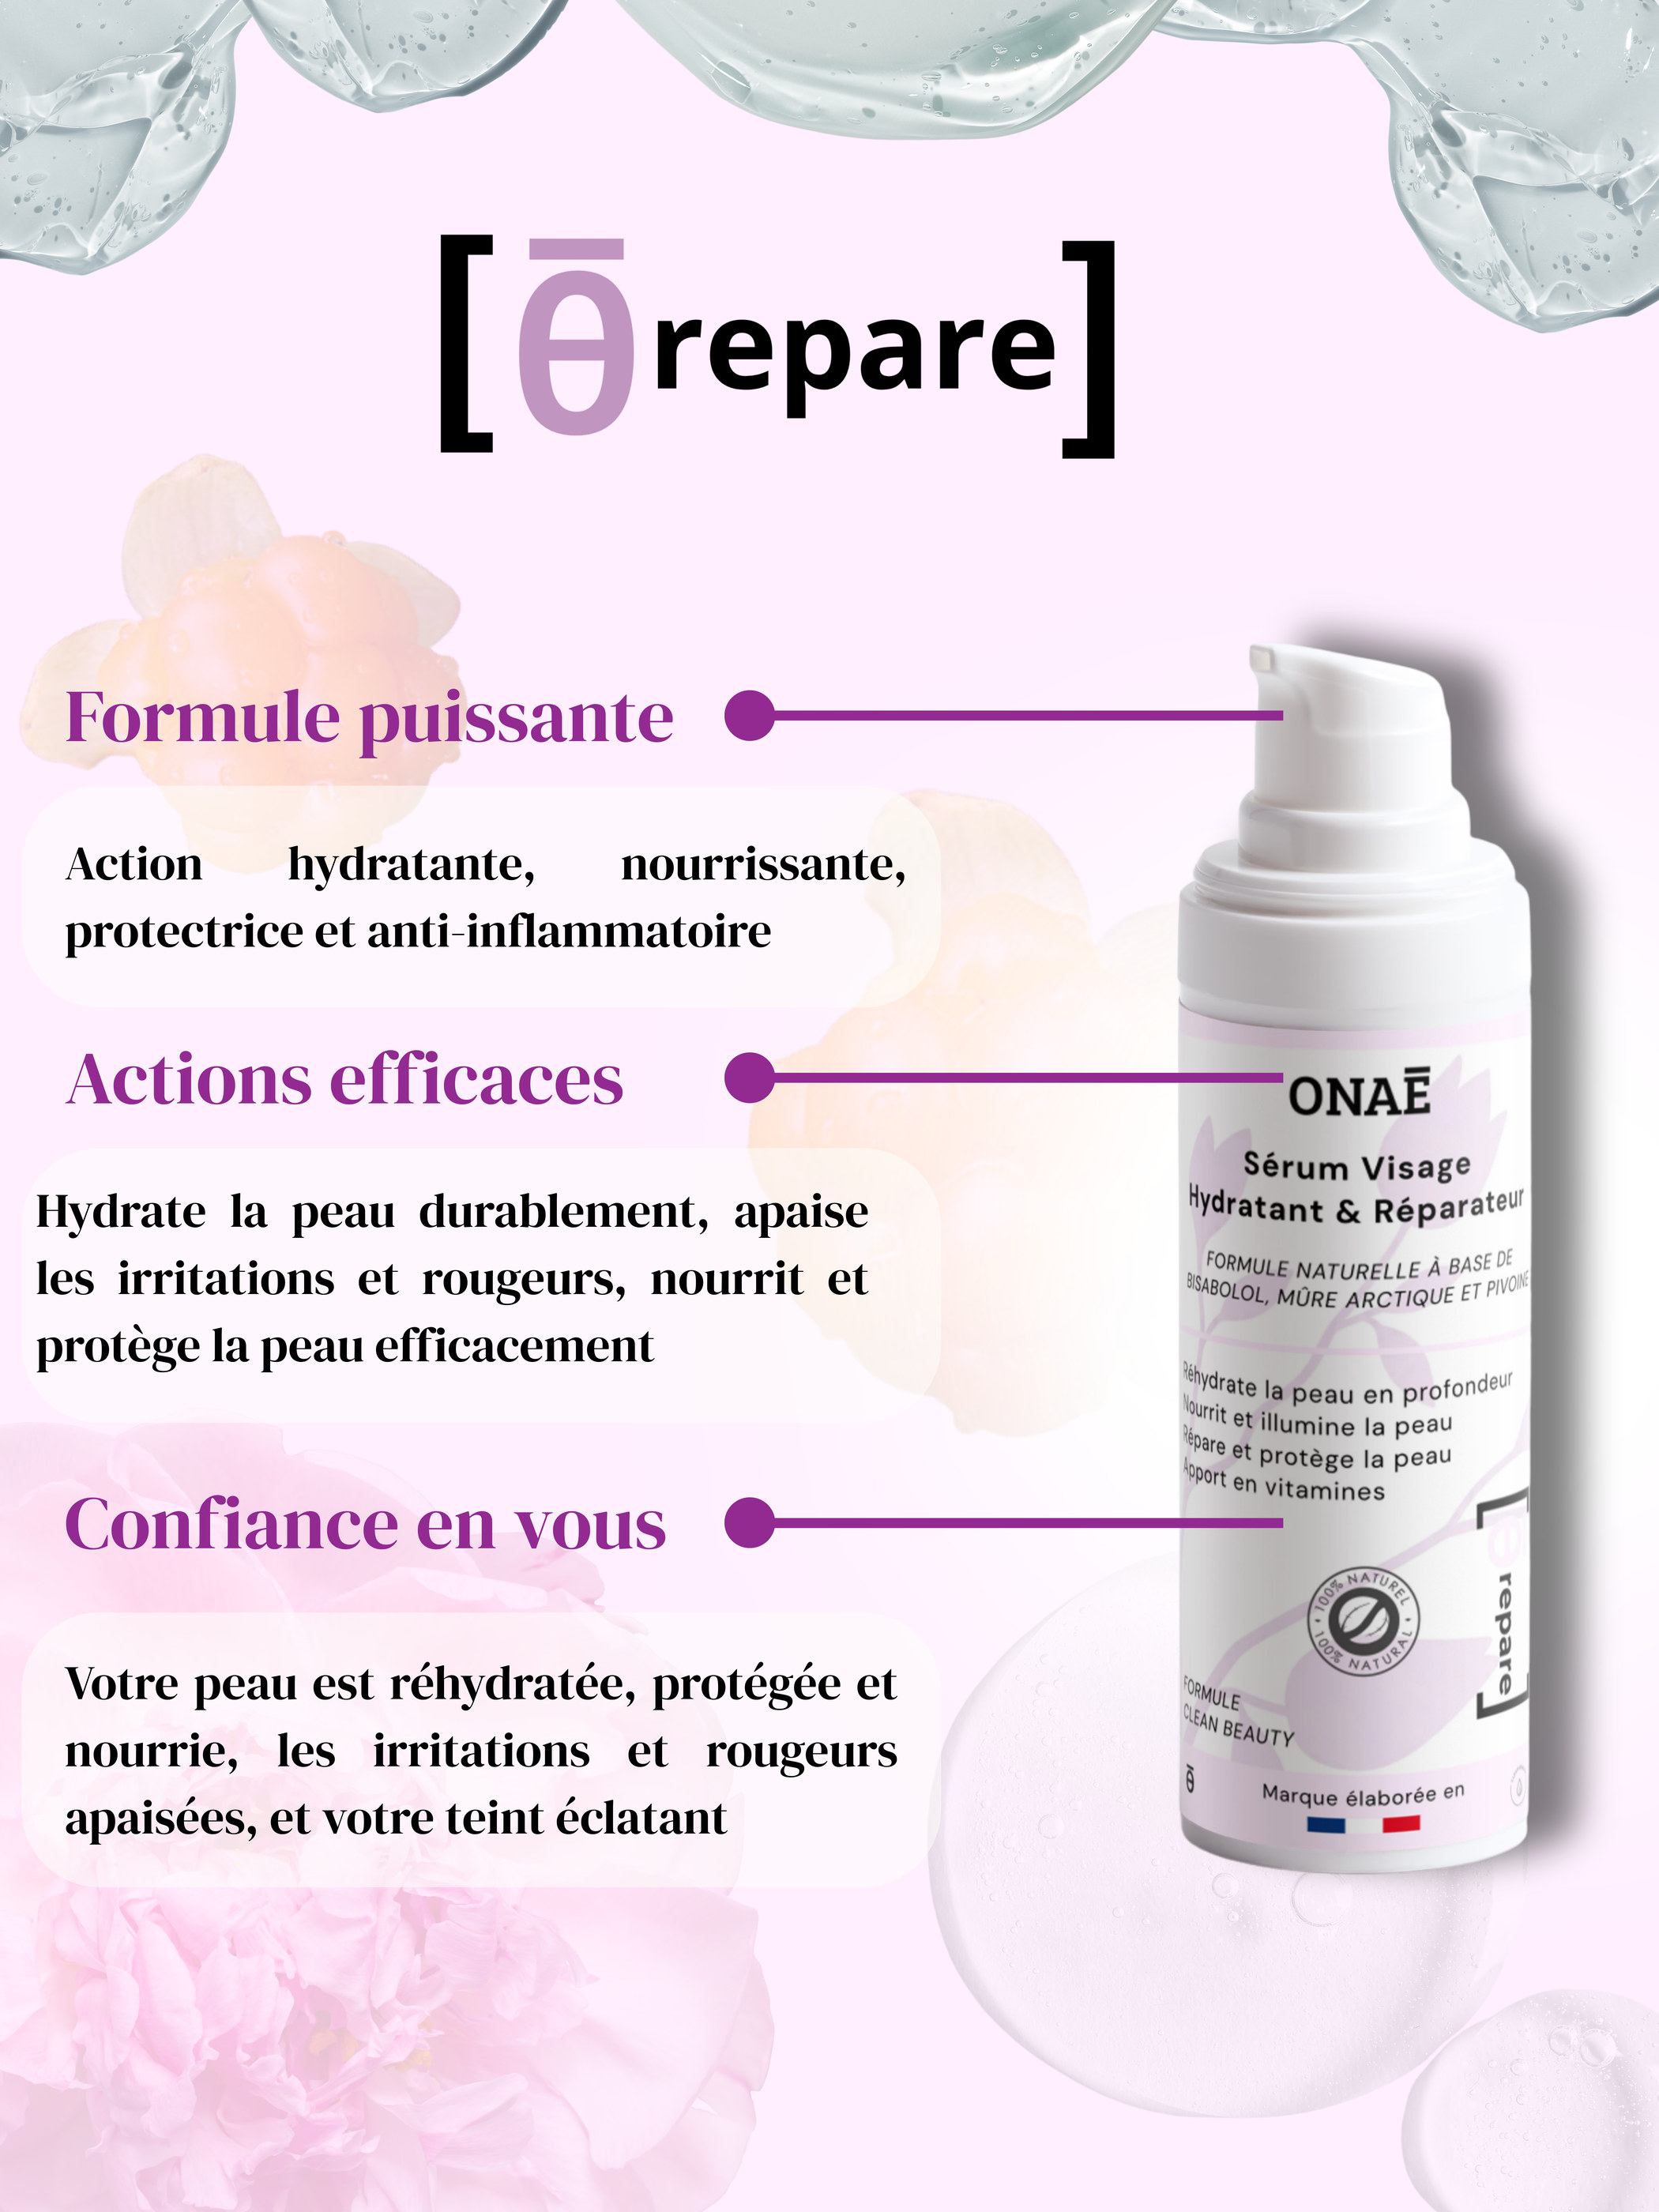 [ē repare]
Formule puissante
Action hydratante, nourrissante,
protectrice et anti-inflammatoire
Actions efficaces
Hydrate la peau durablement, apaise
les irritations et rougeurs, nourrit et
protège la peau efficacement
Confiance en vous
Votre peau est réhydratée, protégée et
nourrie, les irritations et rougeurs
apaisées, et votre teint éclatant
ONAĒ
Sérum Visage
Hydratant & Réparateur
FORMULE NATURELLE À BASE DE
BISABOLOL, MÛRE ARCTIQUE ET PIVOINE
Réhydrate la peau en profondeur
Nourrit et illumine la peau
Répare et protège la peau
Apport en vitamines
[ē repare]
100% NATUREL
100% NATURAL
FORMULE
CLEAN BEAUTY
ē
Marque élaborée en